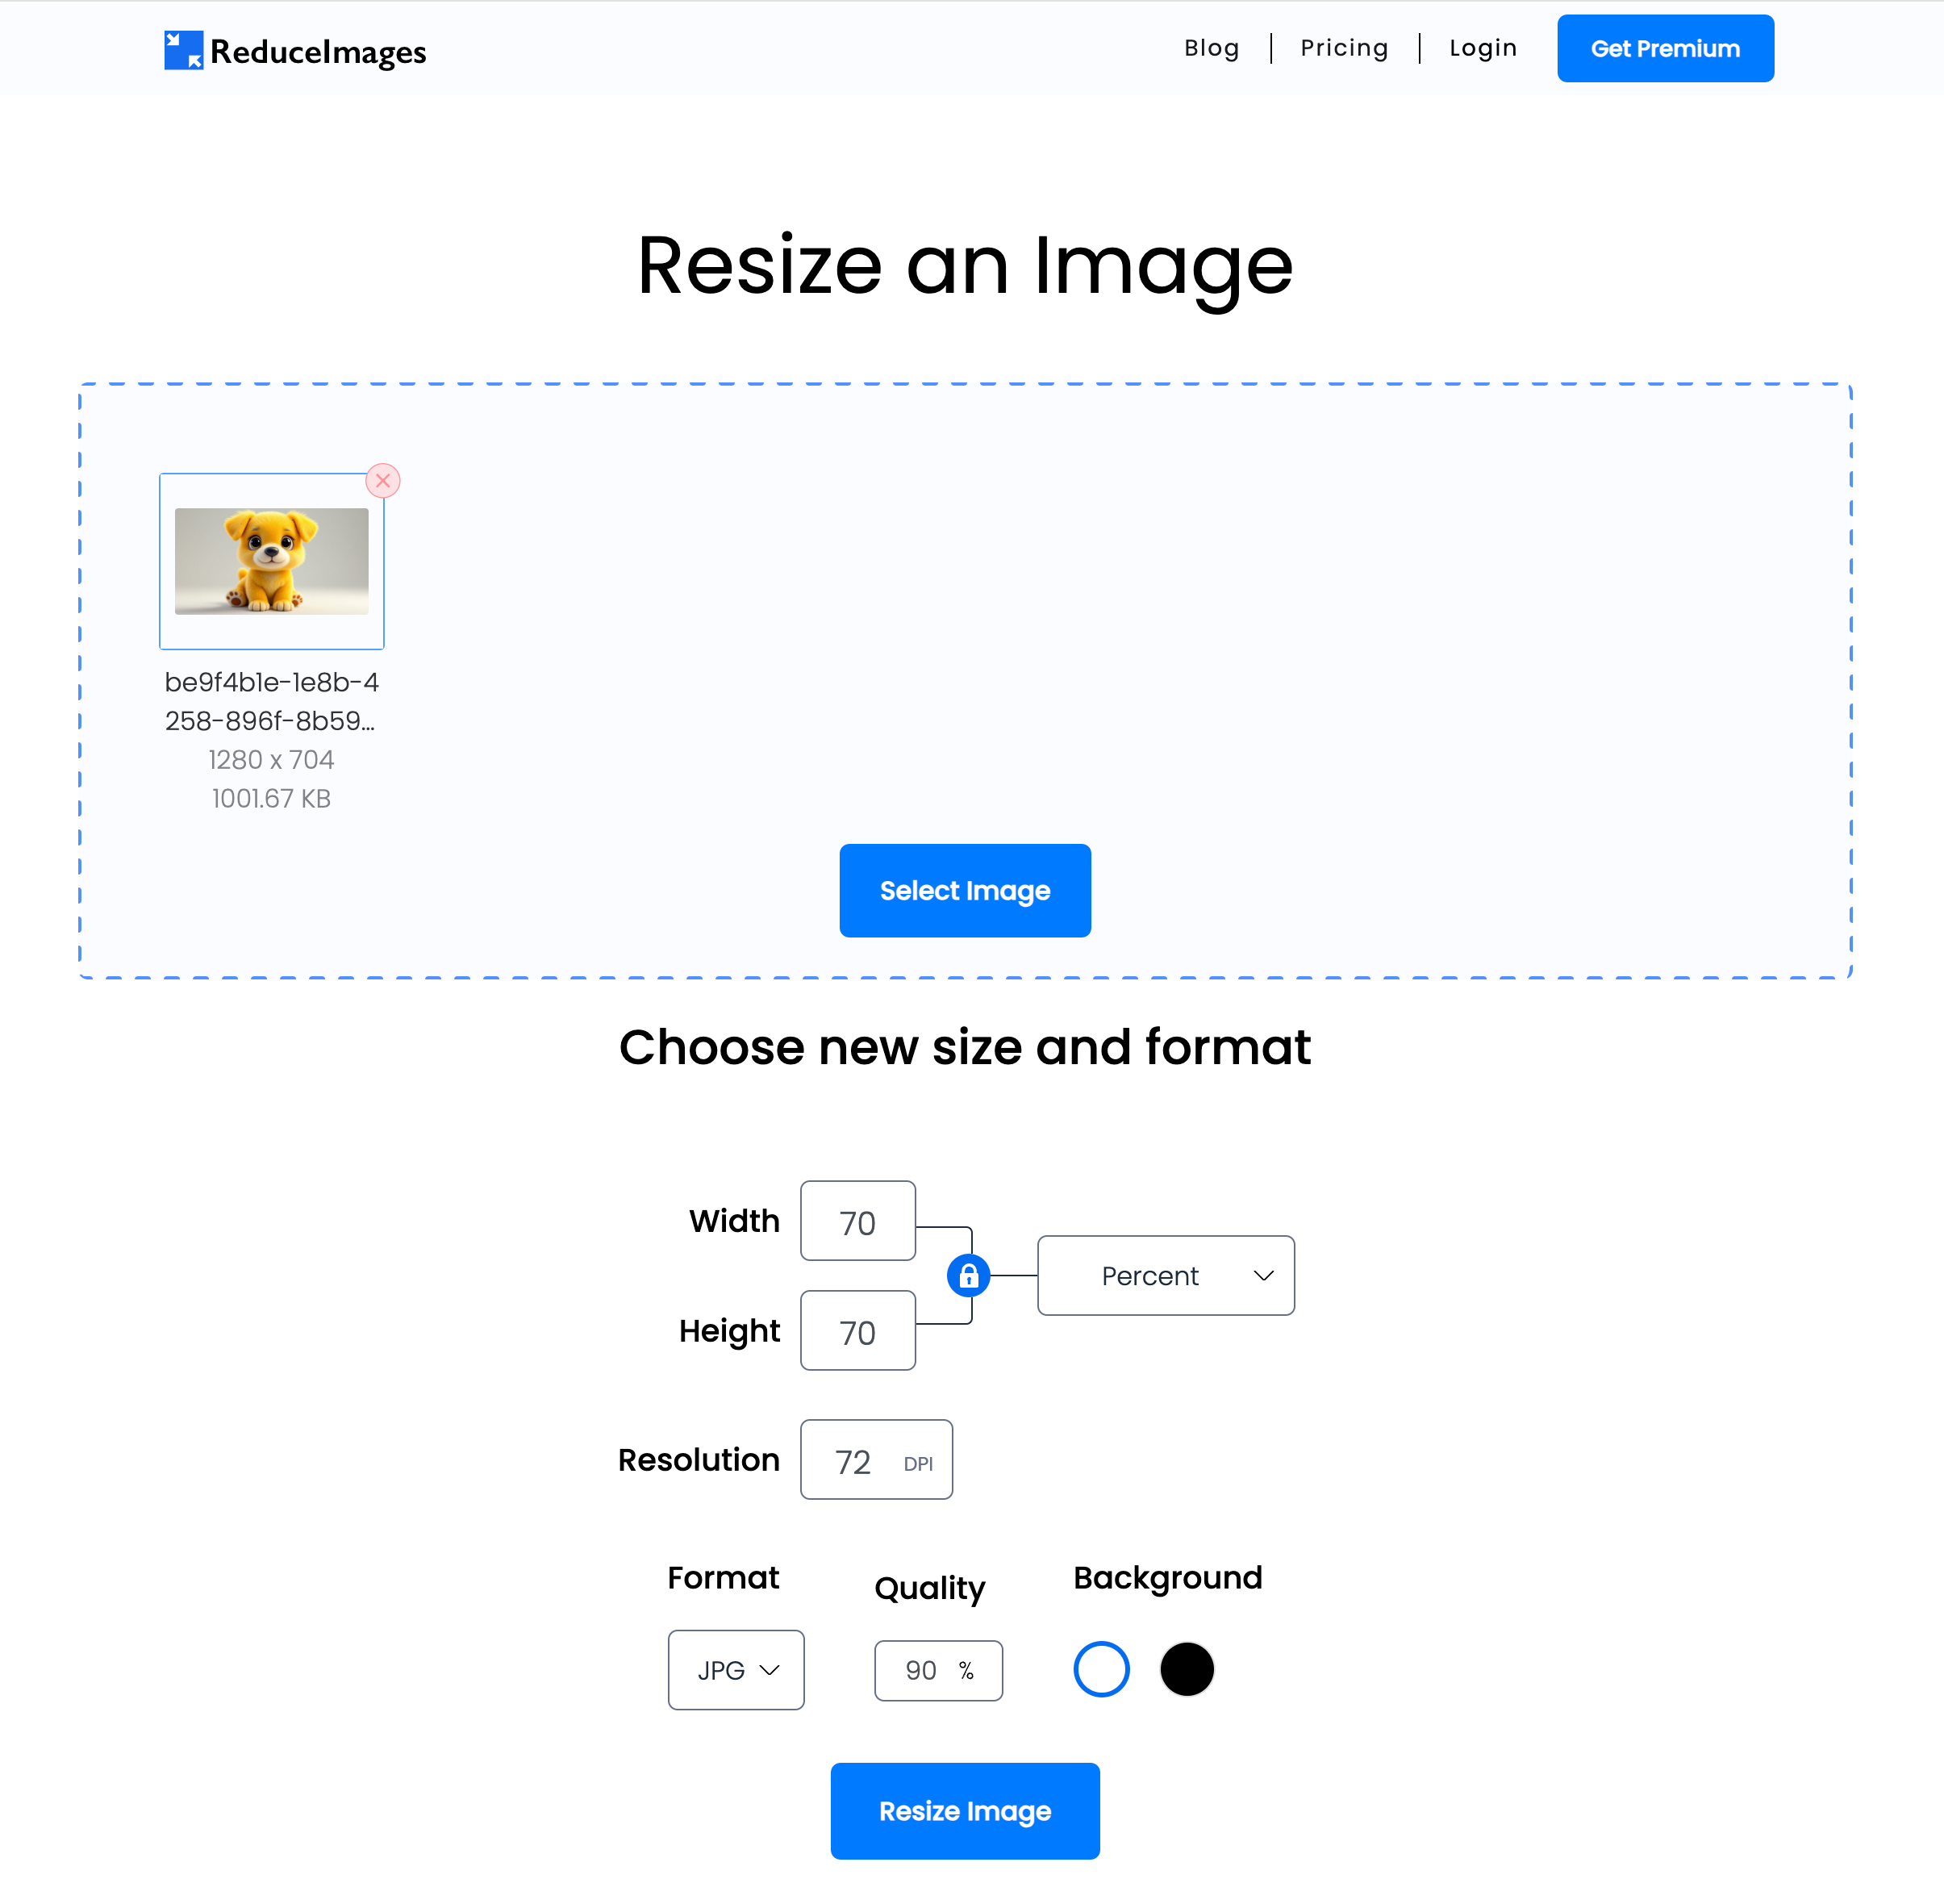 ReduceImages
Blog
Pricing
Login
Get Premium
Resize an Image
be9f4b1e-1e8b-4
258-896f-8b59...
1280 x 704
1001.67 KB
Select Image
Choose new size and format
Width
70
Percent
Height
70
Resolution
72 DPI
Format
Quality
Background
JPG
90 %
Resize Image